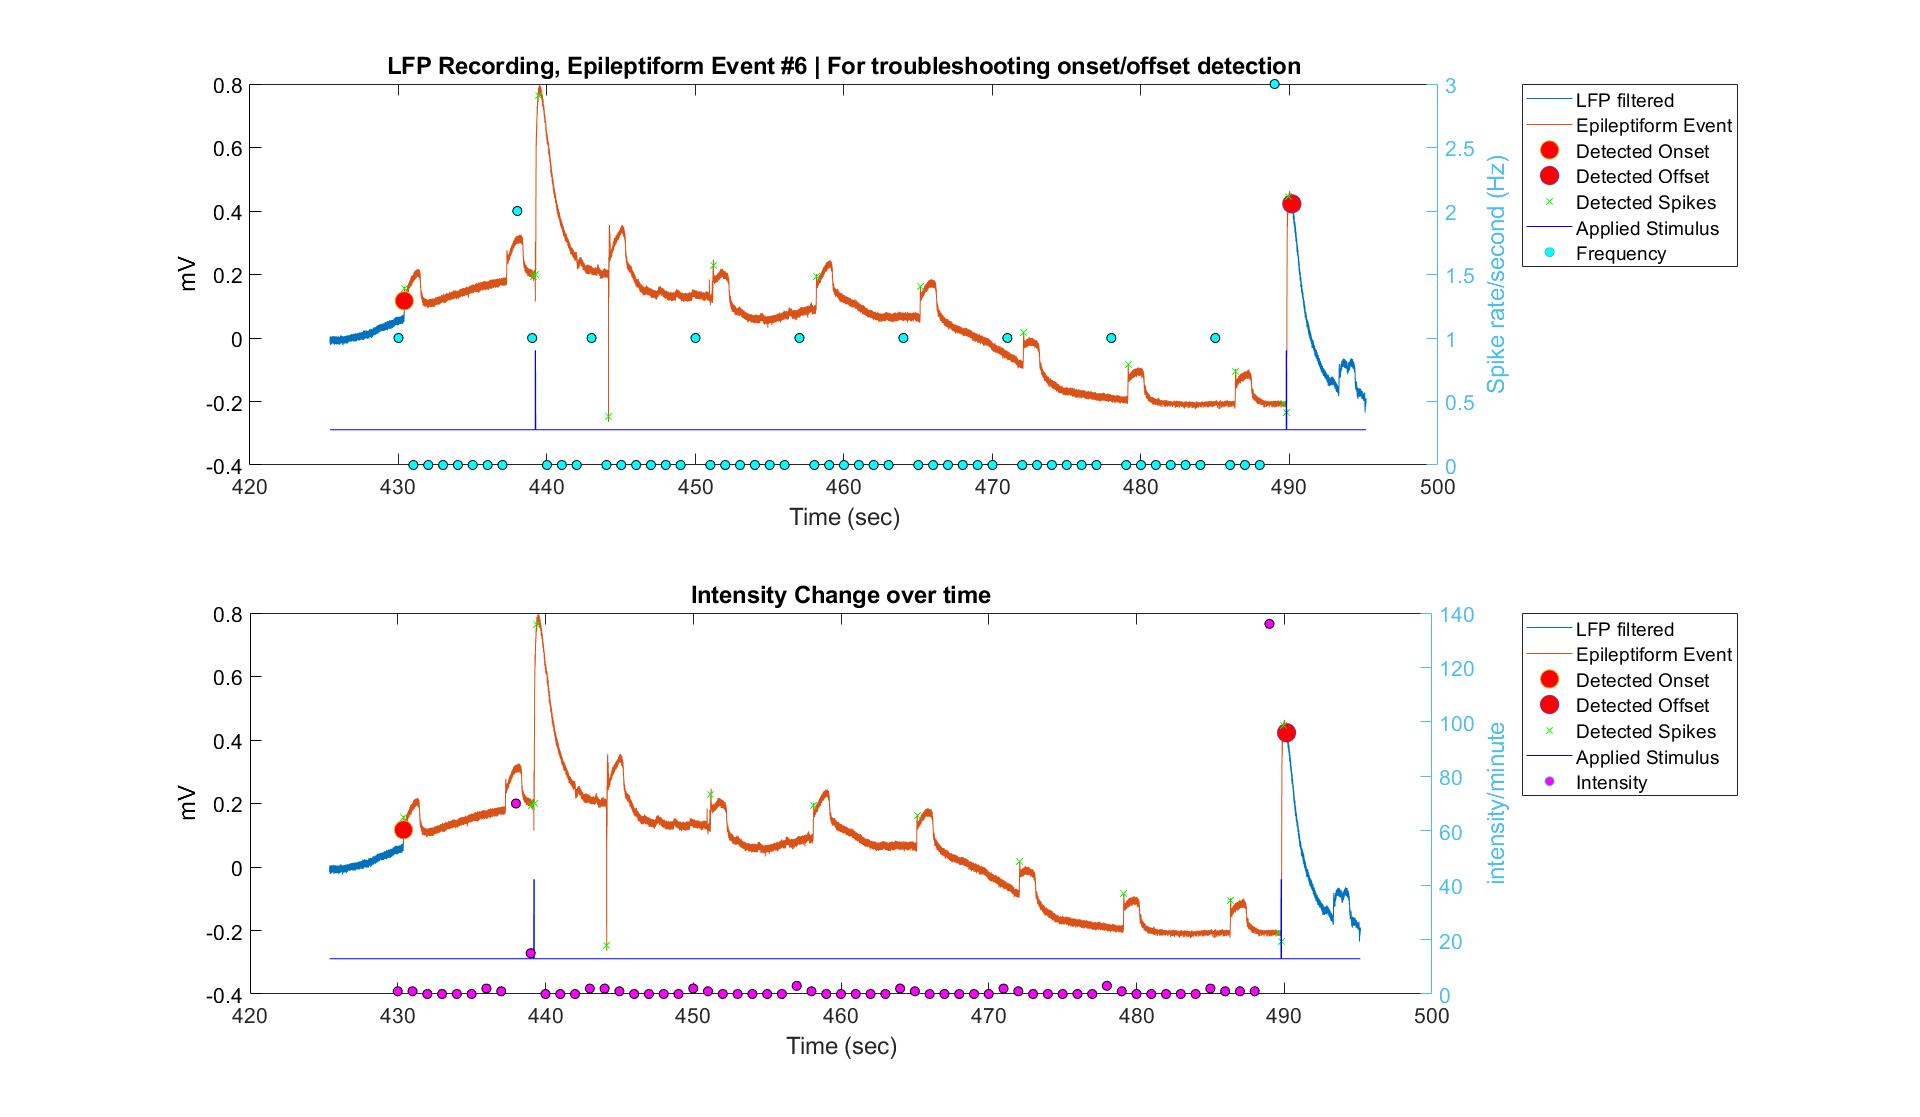 LFP Recording, Epileptiform Event #6 | For troubleshooting onset/offset detection
0.8
0.6
0.4
0.2
0
-0.2
-0.4
mV
420 430 440 450 460 470 480 490 500
Time (sec)
3
2.5
2
1.5
1
0.5
0
Spike rate/second (Hz)
LFP filtered
Epileptiform Event
Detected Onset
Detected Offset
Detected Spikes
Applied Stimulus
Frequency
Intensity Change over time
0.8
0.6
0.4
0.2
0
-0.2
-0.4
mV
420 430 440 450 460 470 480 490 500
Time (sec)
140
120
100
80
60
40
20
0
intensity/minute
LFP filtered
Epileptiform Event
Detected Onset
Detected Offset
Detected Spikes
Applied Stimulus
Intensity